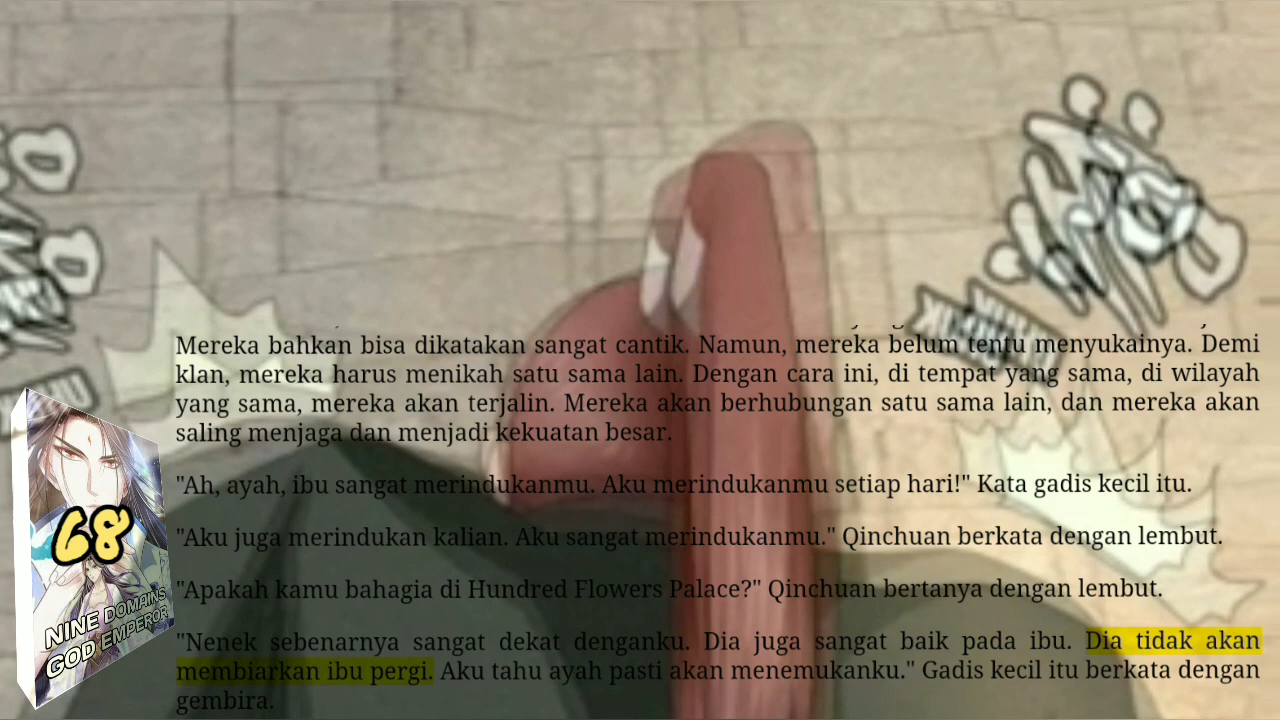 Mereka bahkan bisa dikatakan sangat cantik. Namun, mereka belum tentu menyukainya. Demi
klan, mereka harus menikah satu sama lain. Dengan cara ini, di tempat yang sama, di wilayah
yang sama, mereka akan terjalin. Mereka akan berhubungan satu sama lain, dan mereka akan
saling menjaga dan menjadi kekuatan besar.
"Ah, ayah, ibu sangat merindukanmu. Aku merindukanmu setiap hari!" Kata gadis kecil itu.
"Aku juga merindukan kalian. Aku sangat merindukanmu." Qinchuan berkata dengan lembut.
"Apakah kamu bahagia di Hundred Flowers Palace?" Qinchuan bertanya dengan lembut.
"Nenek sebenarnya sangat dekat denganku. Dia juga sangat baik pada ibu. Dia tidak akan
membiarkan ibu pergi. Aku tahu ayah pasti akan menemukanku." Gadis kecil itu berkata dengan
gembira.
68
NINE DOMAINS
GOD EMPEROR